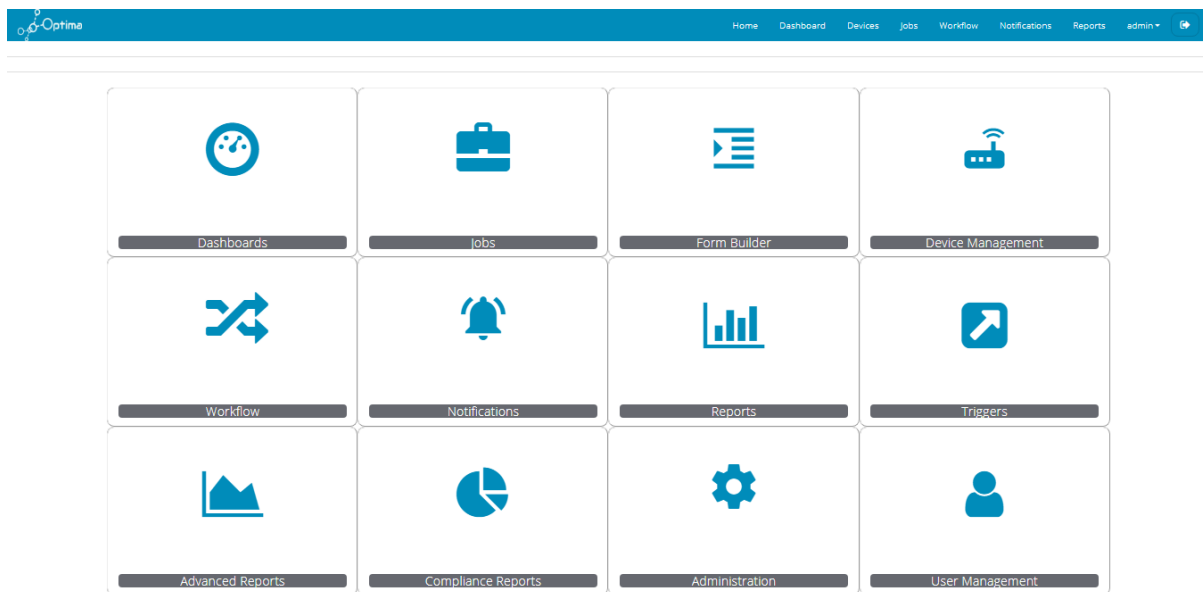 Optima Home Dashboard Devices Jobs Workflow Notifications Reports admin
Dashboards Jobs Form Builder Device Management
Workflow Notifications Reports Triggers
Advanced Reports Compliance Reports Administration User Management